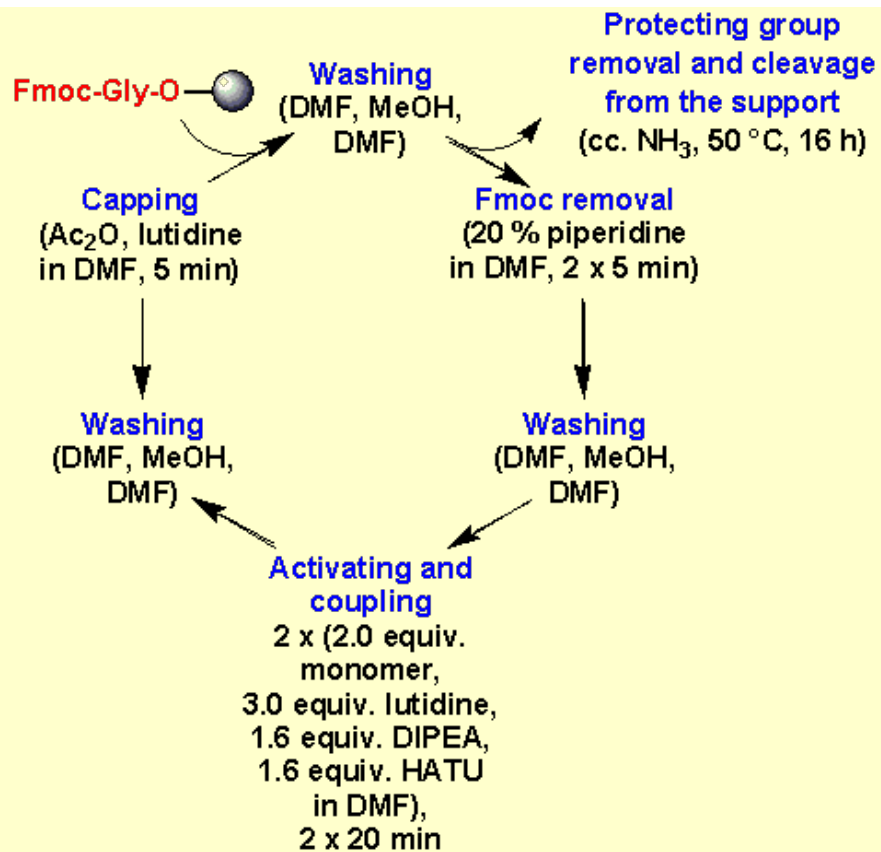 Fmoc-Gly-O
Washing
(DMF, MeOH,
DMF)
Protecting group
removal and cleavage
from the support
(cc. NH₃, 50 °C, 16 h)
Capping
(Ac₂O, lutidine
in DMF, 5 min)
Fmoc removal
(20 % piperidine
in DMF, 2 x 5 min)
Washing
(DMF, MeOH,
DMF)
Washing
(DMF, MeOH,
DMF)
Activating and
coupling
2 x (2.0 equiv.
monomer,
3.0 equiv. lutidine,
1.6 equiv. DIPEA,
1.6 equiv. HATU
in DMF),
2 x 20 min